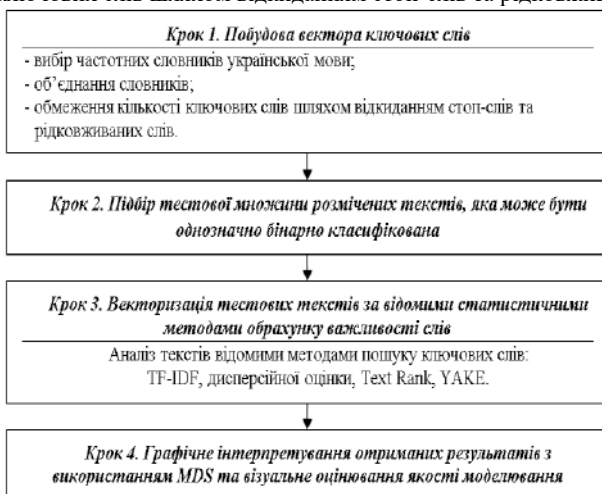 Крок 1. Побудова вектора ключових слів
- вибір частотних словників української мови;
- об’єднання словників;
- обмеження кількості ключових слів шляхом відкиданням стоп-слів та
рідковживаних слів.
Крок 2. Підбір тестової множини розмічених текстів, яка може бути
однозначно бінарно класифікована
Крок 3. Векторизація тестових текстів за відомими статистичними
методами обрахунку важливості слів
Аналіз текстів відомими методами пошуку ключових слів:
TF-IDF, дисперсійної оцінки, Text Rank, YAKE.
Крок 4. Графічне інтерпретування отриманих результатів з
використанням MDS та візуальне оцінювання якості моделювання